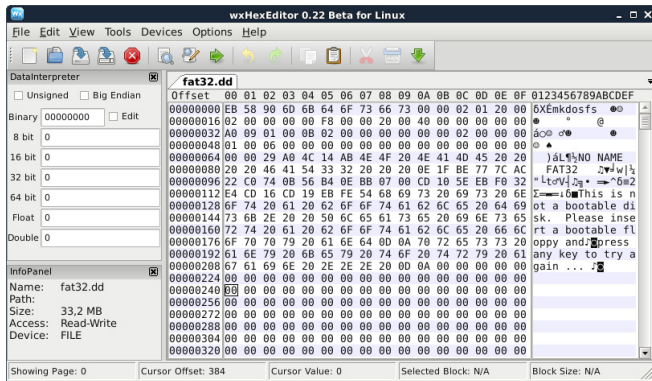 wxHexEditor 0.22 Beta for Linux
File Edit View Tools Devices Options Help
DataInterpreter
Unsigned Big Endian
Binary 00000000 Edit
8 bit 0
16 bit 0
32 bit 0
64 bit 0
Float 0
Double 0
InfoPanel
Name: fat32.dd
Path:
Size: 33,2 MB
Access: Read-Write
Device: FILE
fat32.dd
Offset 00 01 02 03 04 05 06 07 08 09 0A 0B 0C 0D 0E 0F 0123456789ABCDEF
00000000 EB 58 90 6D 6B 64 6F 73 66 73 00 00 02 01 20 00 δXÉmkdosfs ☻☺
00000016 02 00 00 00 00 F8 00 00 20 00 40 00 00 00 00 00 ☻ ° @
00000032 A0 09 01 00 0B 02 00 00 00 00 00 00 02 00 00 00 á○☺ ♂☻ ☻
00000048 01 00 06 00 00 00 00 00 00 00 00 00 00 00 00 00 ☺ ♠
00000064 00 00 29 A0 4C 14 AB 4E 4F 20 4E 41 4D 45 20 20 )áL¶½NO NAME
00000080 20 20 46 41 54 33 32 20 20 20 0E 1F BE 77 7C AC FAT32 ♫▼╛w|¼
00000096 22 C0 74 0B 56 B4 0E BB 07 00 CD 10 5E EB F0 32 "└t♂V┤♫╗• ═►^δ≡2
00000112 E4 CD 16 CD 19 EB FE 54 68 69 73 20 69 73 20 6E Σ═▬═↓δ■This is n
00000128 6F 74 20 61 20 62 6F 6F 74 61 62 6C 65 20 64 69 ot a bootable di
00000144 73 6B 2E 20 20 50 6C 65 61 73 65 20 69 6E 73 65 sk.  Please inse
00000160 72 74 20 61 20 62 6F 6F 74 61 62 6C 65 20 66 6C rt a bootable fl
00000176 6F 70 70 79 20 61 6E 64 0D 0A 70 72 65 73 73 20 oppy and♪◙press
00000192 61 6E 79 20 6B 65 79 20 74 6F 20 74 72 79 20 61 any key to try a
00000208 67 61 69 6E 20 2E 2E 2E 20 0D 0A 00 00 00 00 00 gain ... ♪◙
00000224 00 00 00 00 00 00 00 00 00 00 00 00 00 00 00 00
00000240 00 00 00 00 00 00 00 00 00 00 00 00 00 00 00 00
00000256 00 00 00 00 00 00 00 00 00 00 00 00 00 00 00 00
00000272 00 00 00 00 00 00 00 00 00 00 00 00 00 00 00 00
00000288 00 00 00 00 00 00 00 00 00 00 00 00 00 00 00 00
00000304 00 00 00 00 00 00 00 00 00 00 00 00 00 00 00 00
00000320 00 00 00 00 00 00 00 00 00 00 00 00 00 00 00 00
Showing Page: 0 Cursor Offset: 384 Cursor Value: 0 Selected Block: N/A Block Size: N/A